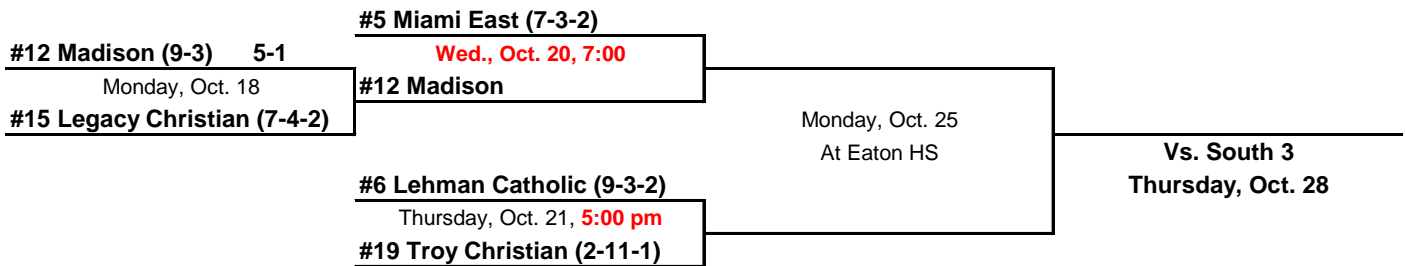 #5 Miami East (7-3-2)
#12 Madison (9-3) 5-1
Wed., Oct. 20, 7:00
Monday, Oct. 18
#12 Madison
#15 Legacy Christian (7-4-2)
Monday, Oct. 25
At Eaton HS
Vs. South 3
#6 Lehman Catholic (9-3-2)
Thursday, Oct. 28
Thursday, Oct. 21, 5:00 pm
#19 Troy Christian (2-11-1)